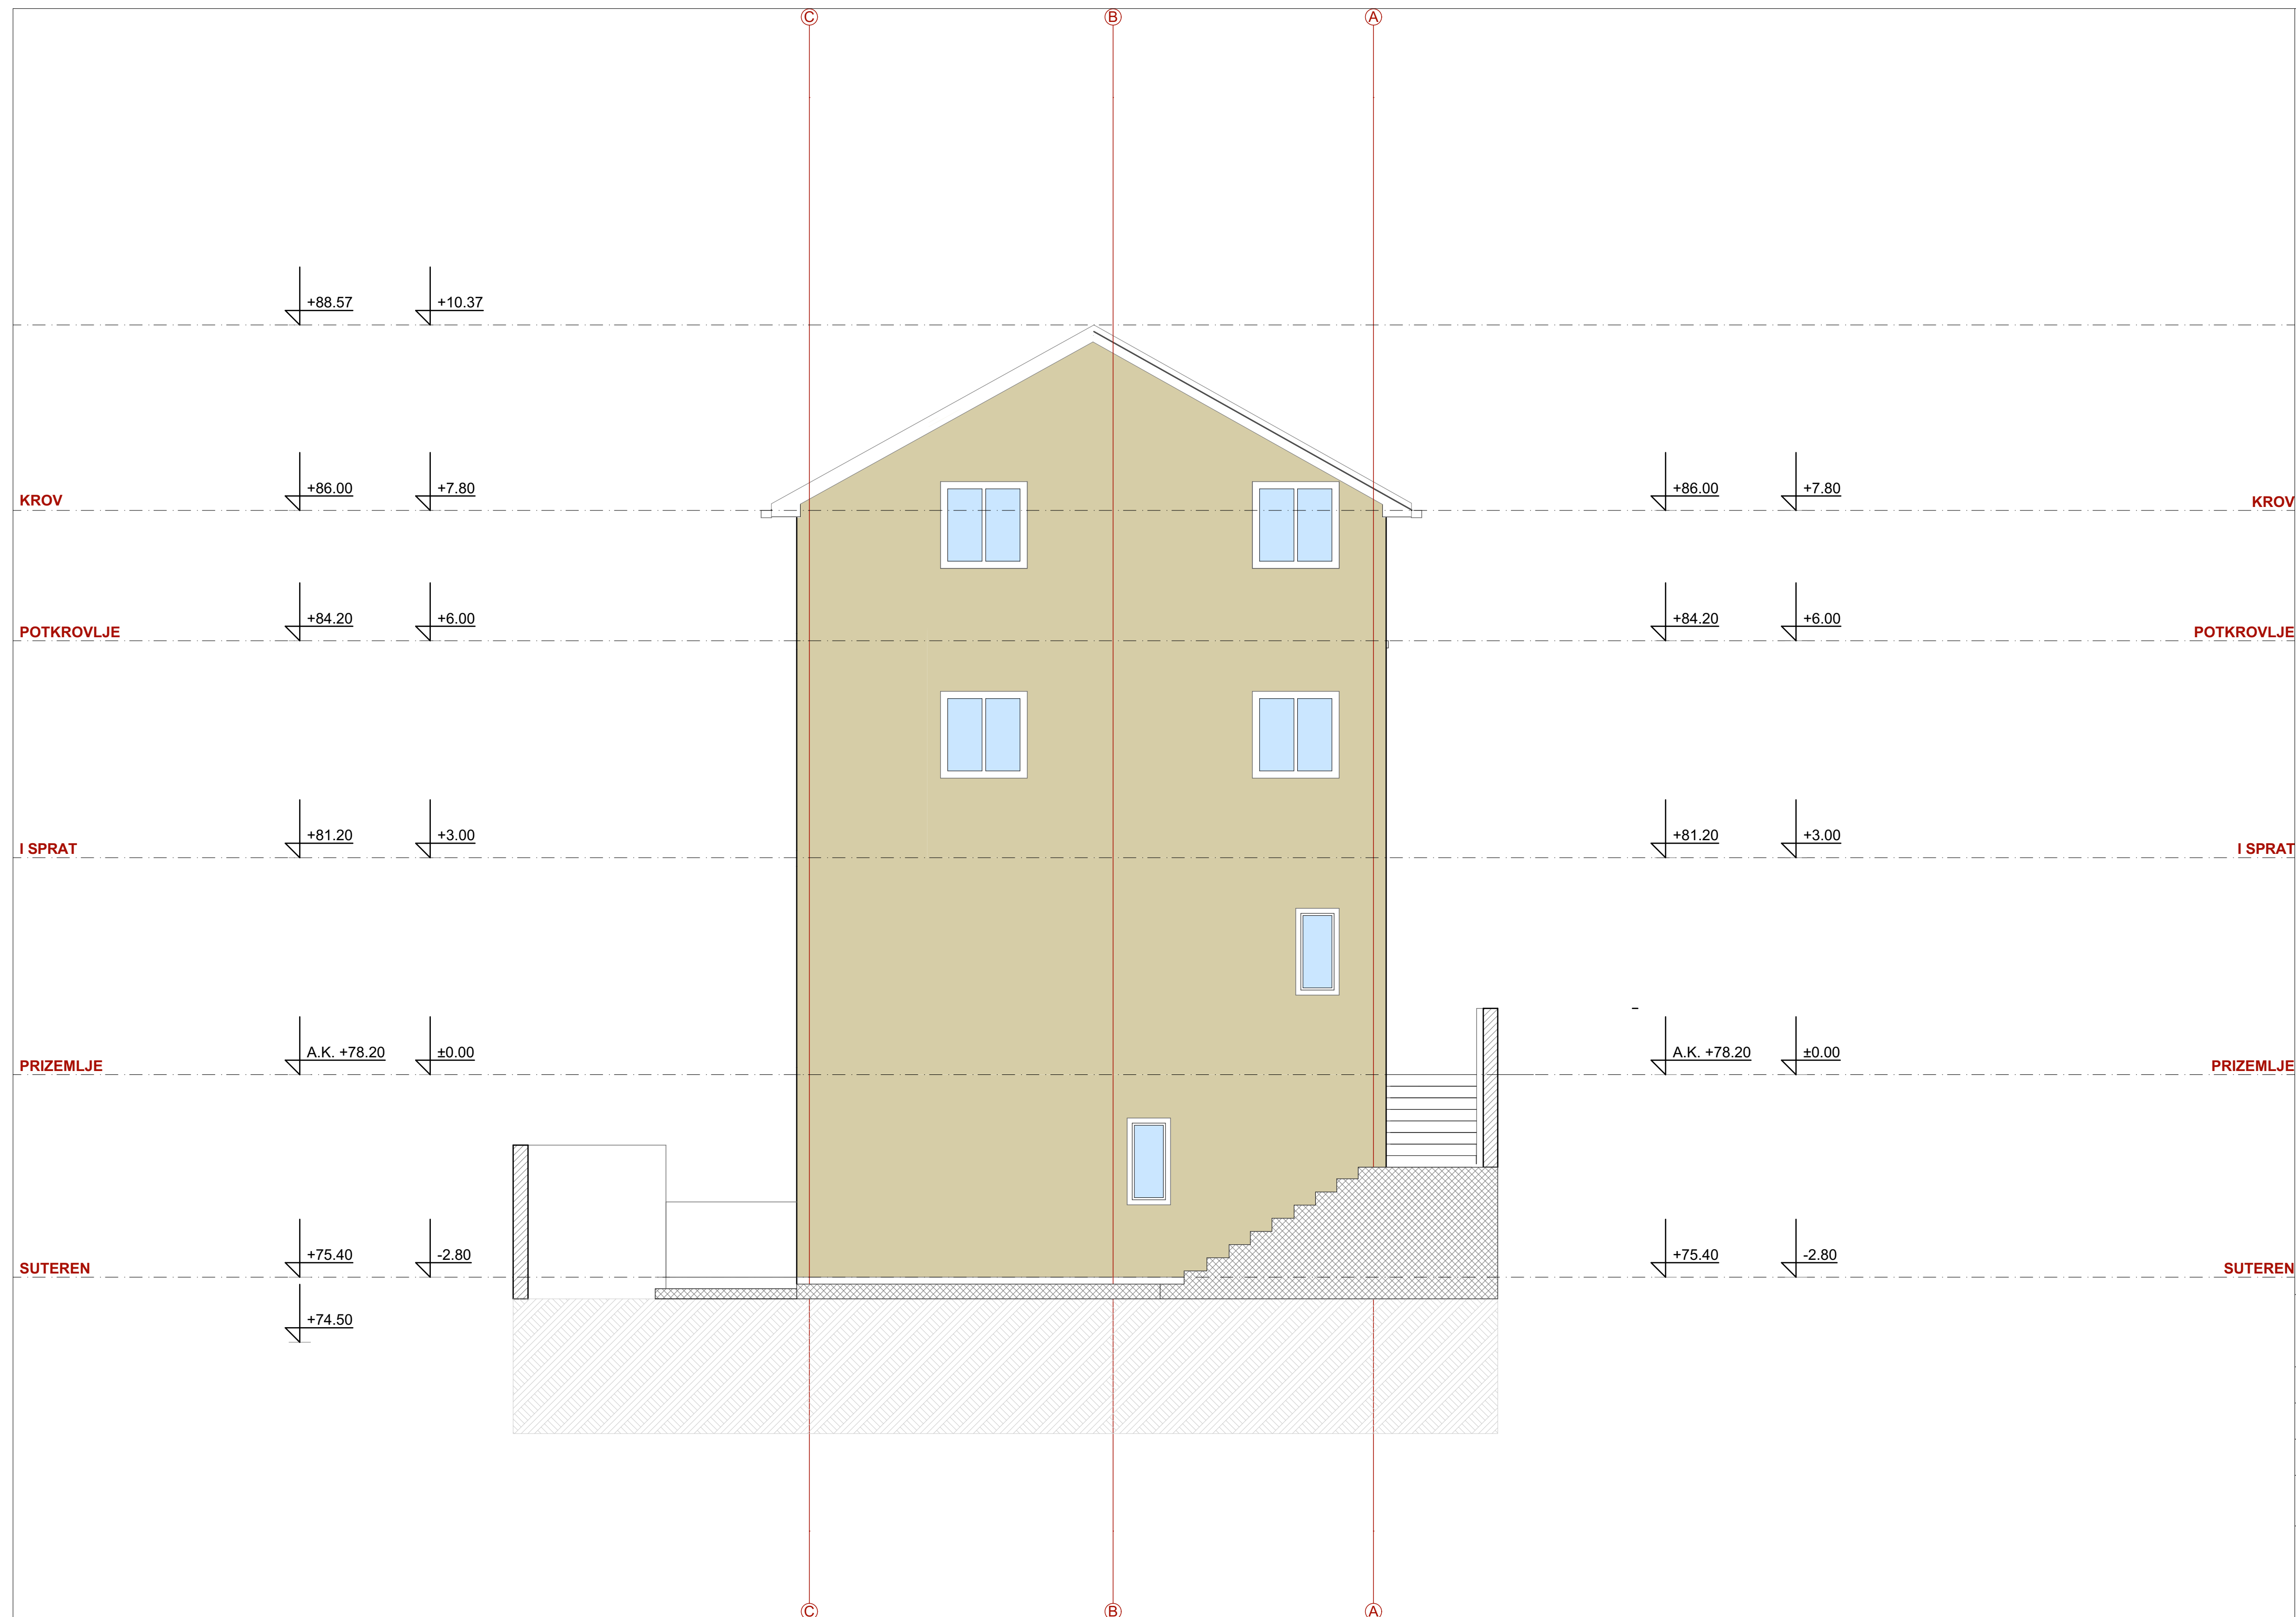 C B A
+88.57 +10.37
KROV +86.00 +7.80 +86.00 +7.80 KROV
POTKROVLJE +84.20 +6.00 +84.20 +6.00 POTKROVLJE
I SPRAT +81.20 +3.00 +81.20 +3.00 I SPRAT
PRIZEMLJE A.K. +78.20 ±0.00 A.K. +78.20 ±0.00 PRIZEMLJE
SUTEREN +75.40 -2.80 +75.40 -2.80 SUTEREN
+74.50
C B A